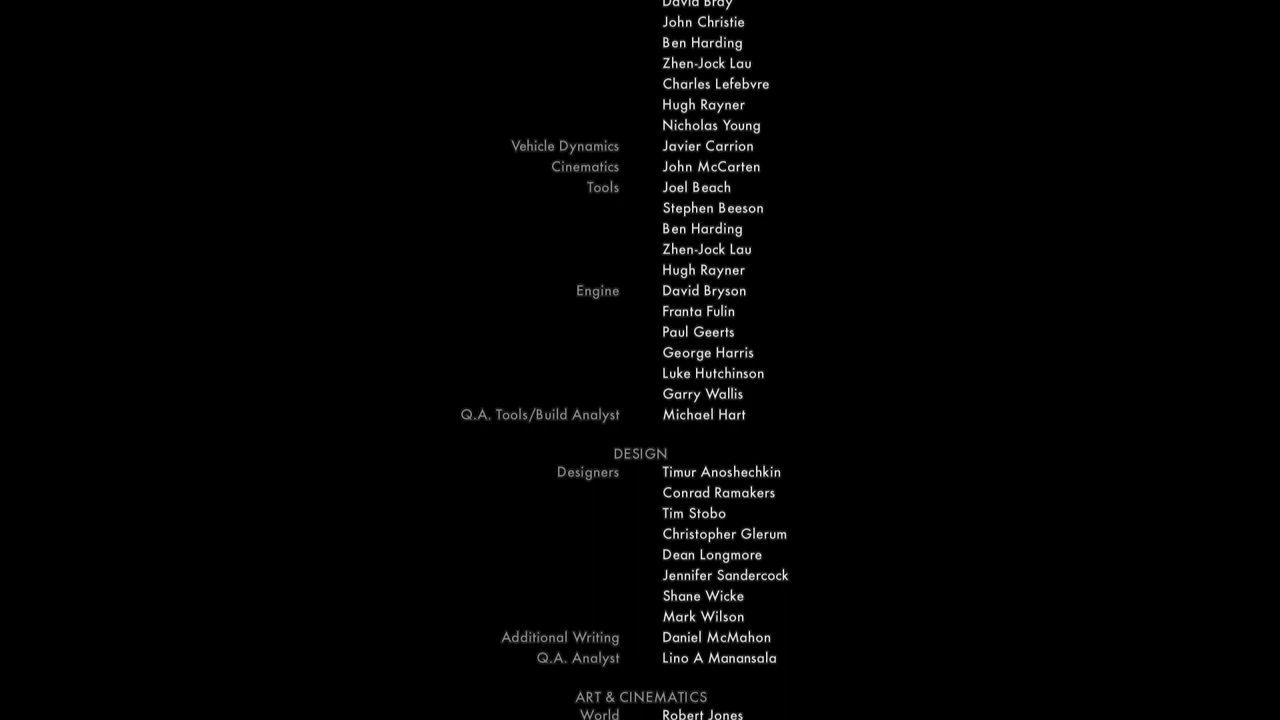 David Bray
John Christie
Ben Harding
Zhen-Jock Lau
Charles Lefebvre
Hugh Rayner
Nicholas Young
Vehicle Dynamics Javier Carrion
Cinematics John McCarten
Tools Joel Beach
Stephen Beeson
Ben Harding
Zhen-Jock Lau
Hugh Rayner
Engine David Bryson
Franta Fulin
Paul Geerts
George Harris
Luke Hutchinson
Garry Wallis
Q.A. Tools/Build Analyst Michael Hart
DESIGN
Designers Timur Anoshechkin
Conrad Ramakers
Tim Stobo
Christopher Glerum
Dean Longmore
Jennifer Sandercock
Shane Wicke
Mark Wilson
Additional Writing Daniel McMahon
Q.A. Analyst Lino A Manansala
ART & CINEMATICS
World Robert Jones